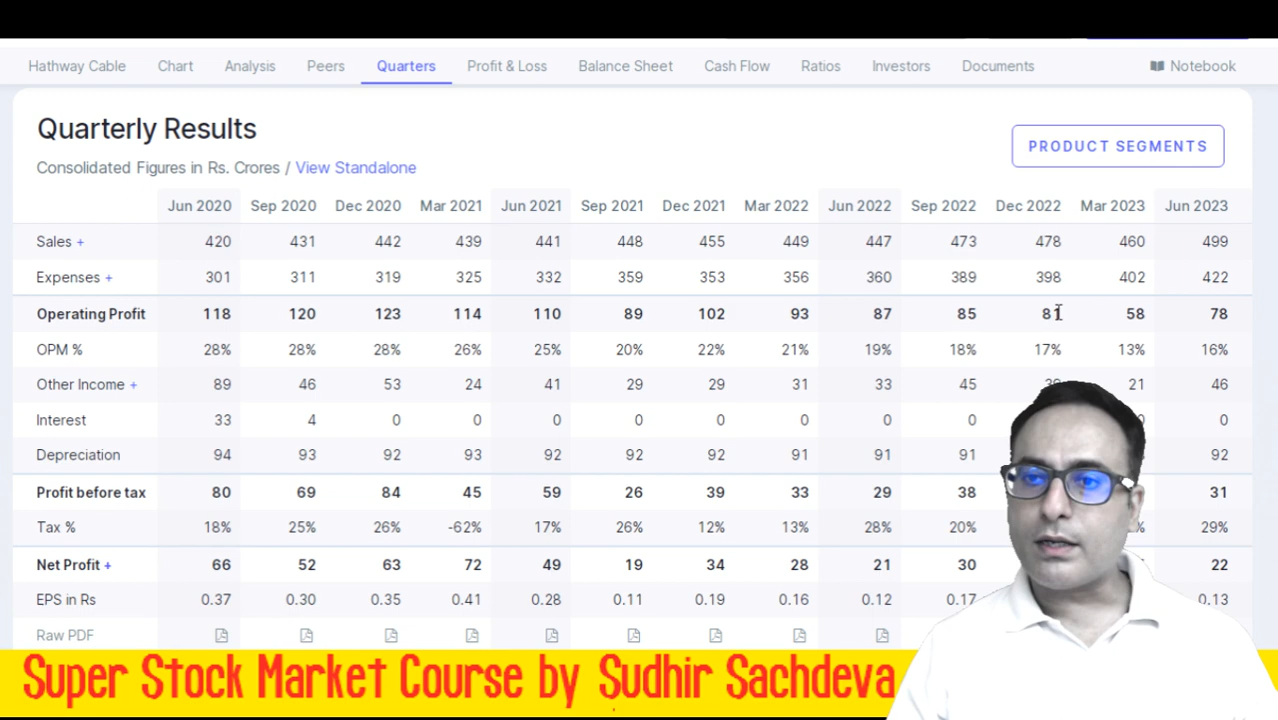 Hathway Cable Chart Analysis Peers Quarters Profit & Loss Balance Sheet Cash Flow Ratios Investors Documents Notebook
Quarterly Results
PRODUCT SEGMENTS
Consolidated Figures in Rs. Crores / View Standalone
Jun 2020 Sep 2020 Dec 2020 Mar 2021 Jun 2021 Sep 2021 Dec 2021 Mar 2022 Jun 2022 Sep 2022 Dec 2022 Mar 2023 Jun 2023
Sales + 420 431 442 439 441 448 455 449 447 473 478 460 499
Expenses + 301 311 319 325 332 359 353 356 360 389 398 402 422
Operating Profit 118 120 123 114 110 89 102 93 87 85 81 58 78
OPM % 28% 28% 28% 26% 25% 20% 22% 21% 19% 18% 17% 13% 16%
Other Income + 89 46 53 24 41 29 29 31 33 45 21 46
Interest 33 4 0 0 0 0 0 0 0 0 0
Depreciation 94 93 92 93 92 92 92 91 91 91 92
Profit before tax 80 69 84 45 59 26 39 33 29 38 31
Tax % 18% 25% 26% -62% 17% 26% 12% 13% 28% 20% 29%
Net Profit + 66 52 63 72 49 19 34 28 21 30 22
EPS in Rs 0.37 0.30 0.35 0.41 0.28 0.11 0.19 0.16 0.12 0.17 0.13
Raw PDF
Super Stock Market Course by Sudhir Sachdeva